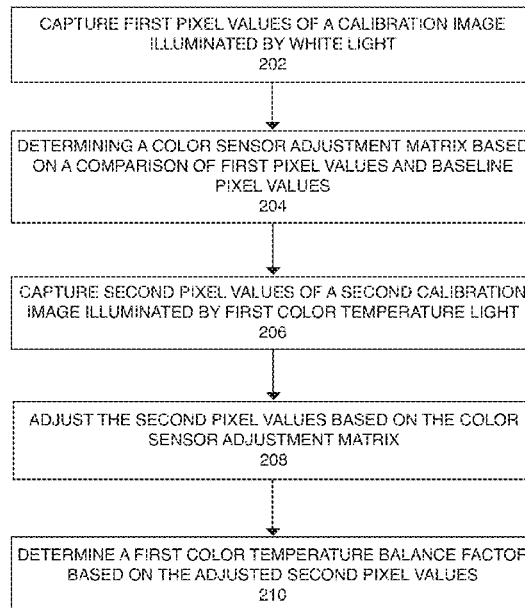 CAPTURE FIRST PIXEL VALUES OF A CALIBRATION IMAGE
ILLUMINATED BY WHITE LIGHT
202
DETERMINING A COLOR SENSOR ADJUSTMENT MATRIX BASED
ON A COMPARISON OF FIRST PIXEL VALUES AND BASELINE
PIXEL VALUES
204
CAPTURE SECOND PIXEL VALUES OF A SECOND CALIBRATION
IMAGE ILLUMINATED BY FIRST COLOR TEMPERATURE LIGHT
206
ADJUST THE SECOND PIXEL VALUES BASED ON THE COLOR
SENSOR ADJUSTMENT MATRIX
208
DETERMINE A FIRST COLOR TEMPERATURE BALANCE FACTOR
BASED ON THE ADJUSTED SECOND PIXEL VALUES
210